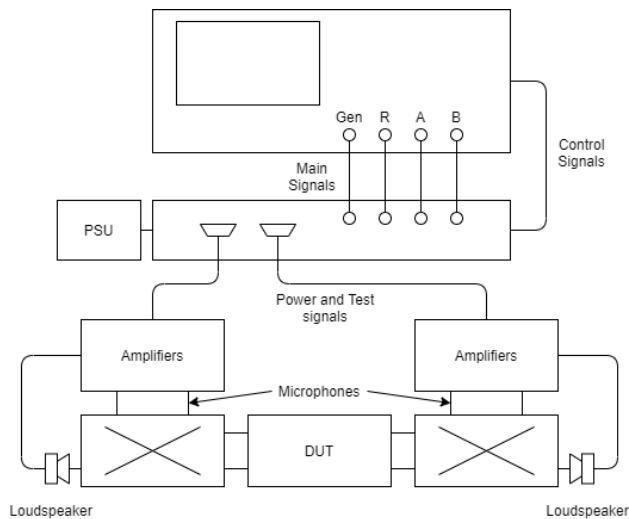 Gen R A B
Main
Signals
Control
Signals
PSU
Power and Test
signals
Amplifiers
Amplifiers
Microphones
DUT
Loudspeaker
Loudspeaker